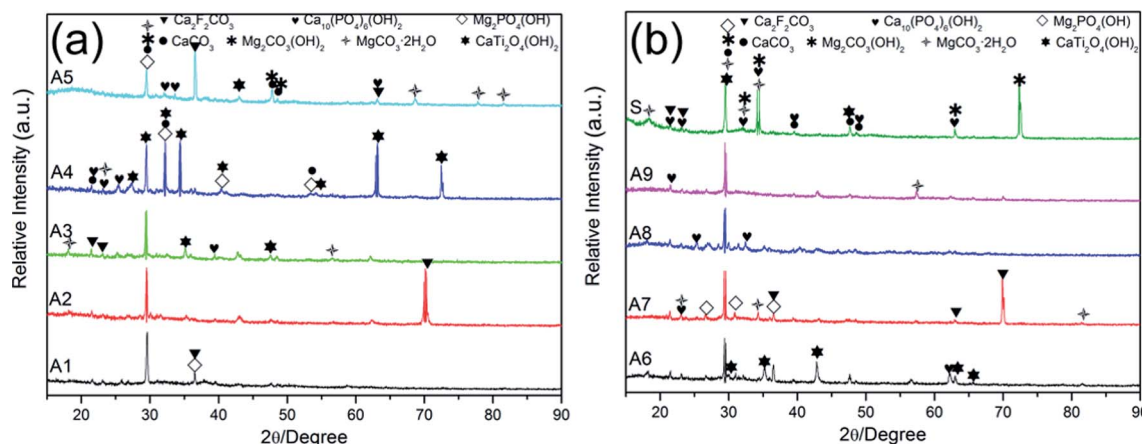 (a)
Ca₂F₂CO₃ Ca₁₀(PO₄)₆(OH)₂ Mg₂PO₄(OH)
CaCO₃ Mg₂CO₃(OH)₂ MgCO₃·2H₂O CaTi₂O₄(OH)₂
A5
A4
A3
A2
A1
Relative Intensity (a.u.)
20 30 40 50 60 70 80 90
2θ/Degree
(b)
Ca₂F₂CO₃ Ca₁₀(PO₄)₆(OH)₂ Mg₂PO₄(OH)
CaCO₃ Mg₂CO₃(OH)₂ MgCO₃·2H₂O CaTi₂O₄(OH)₂
S
A9
A8
A7
A6
Relative Intensity (a.u.)
20 30 40 50 60 70 80 90
2θ/Degree